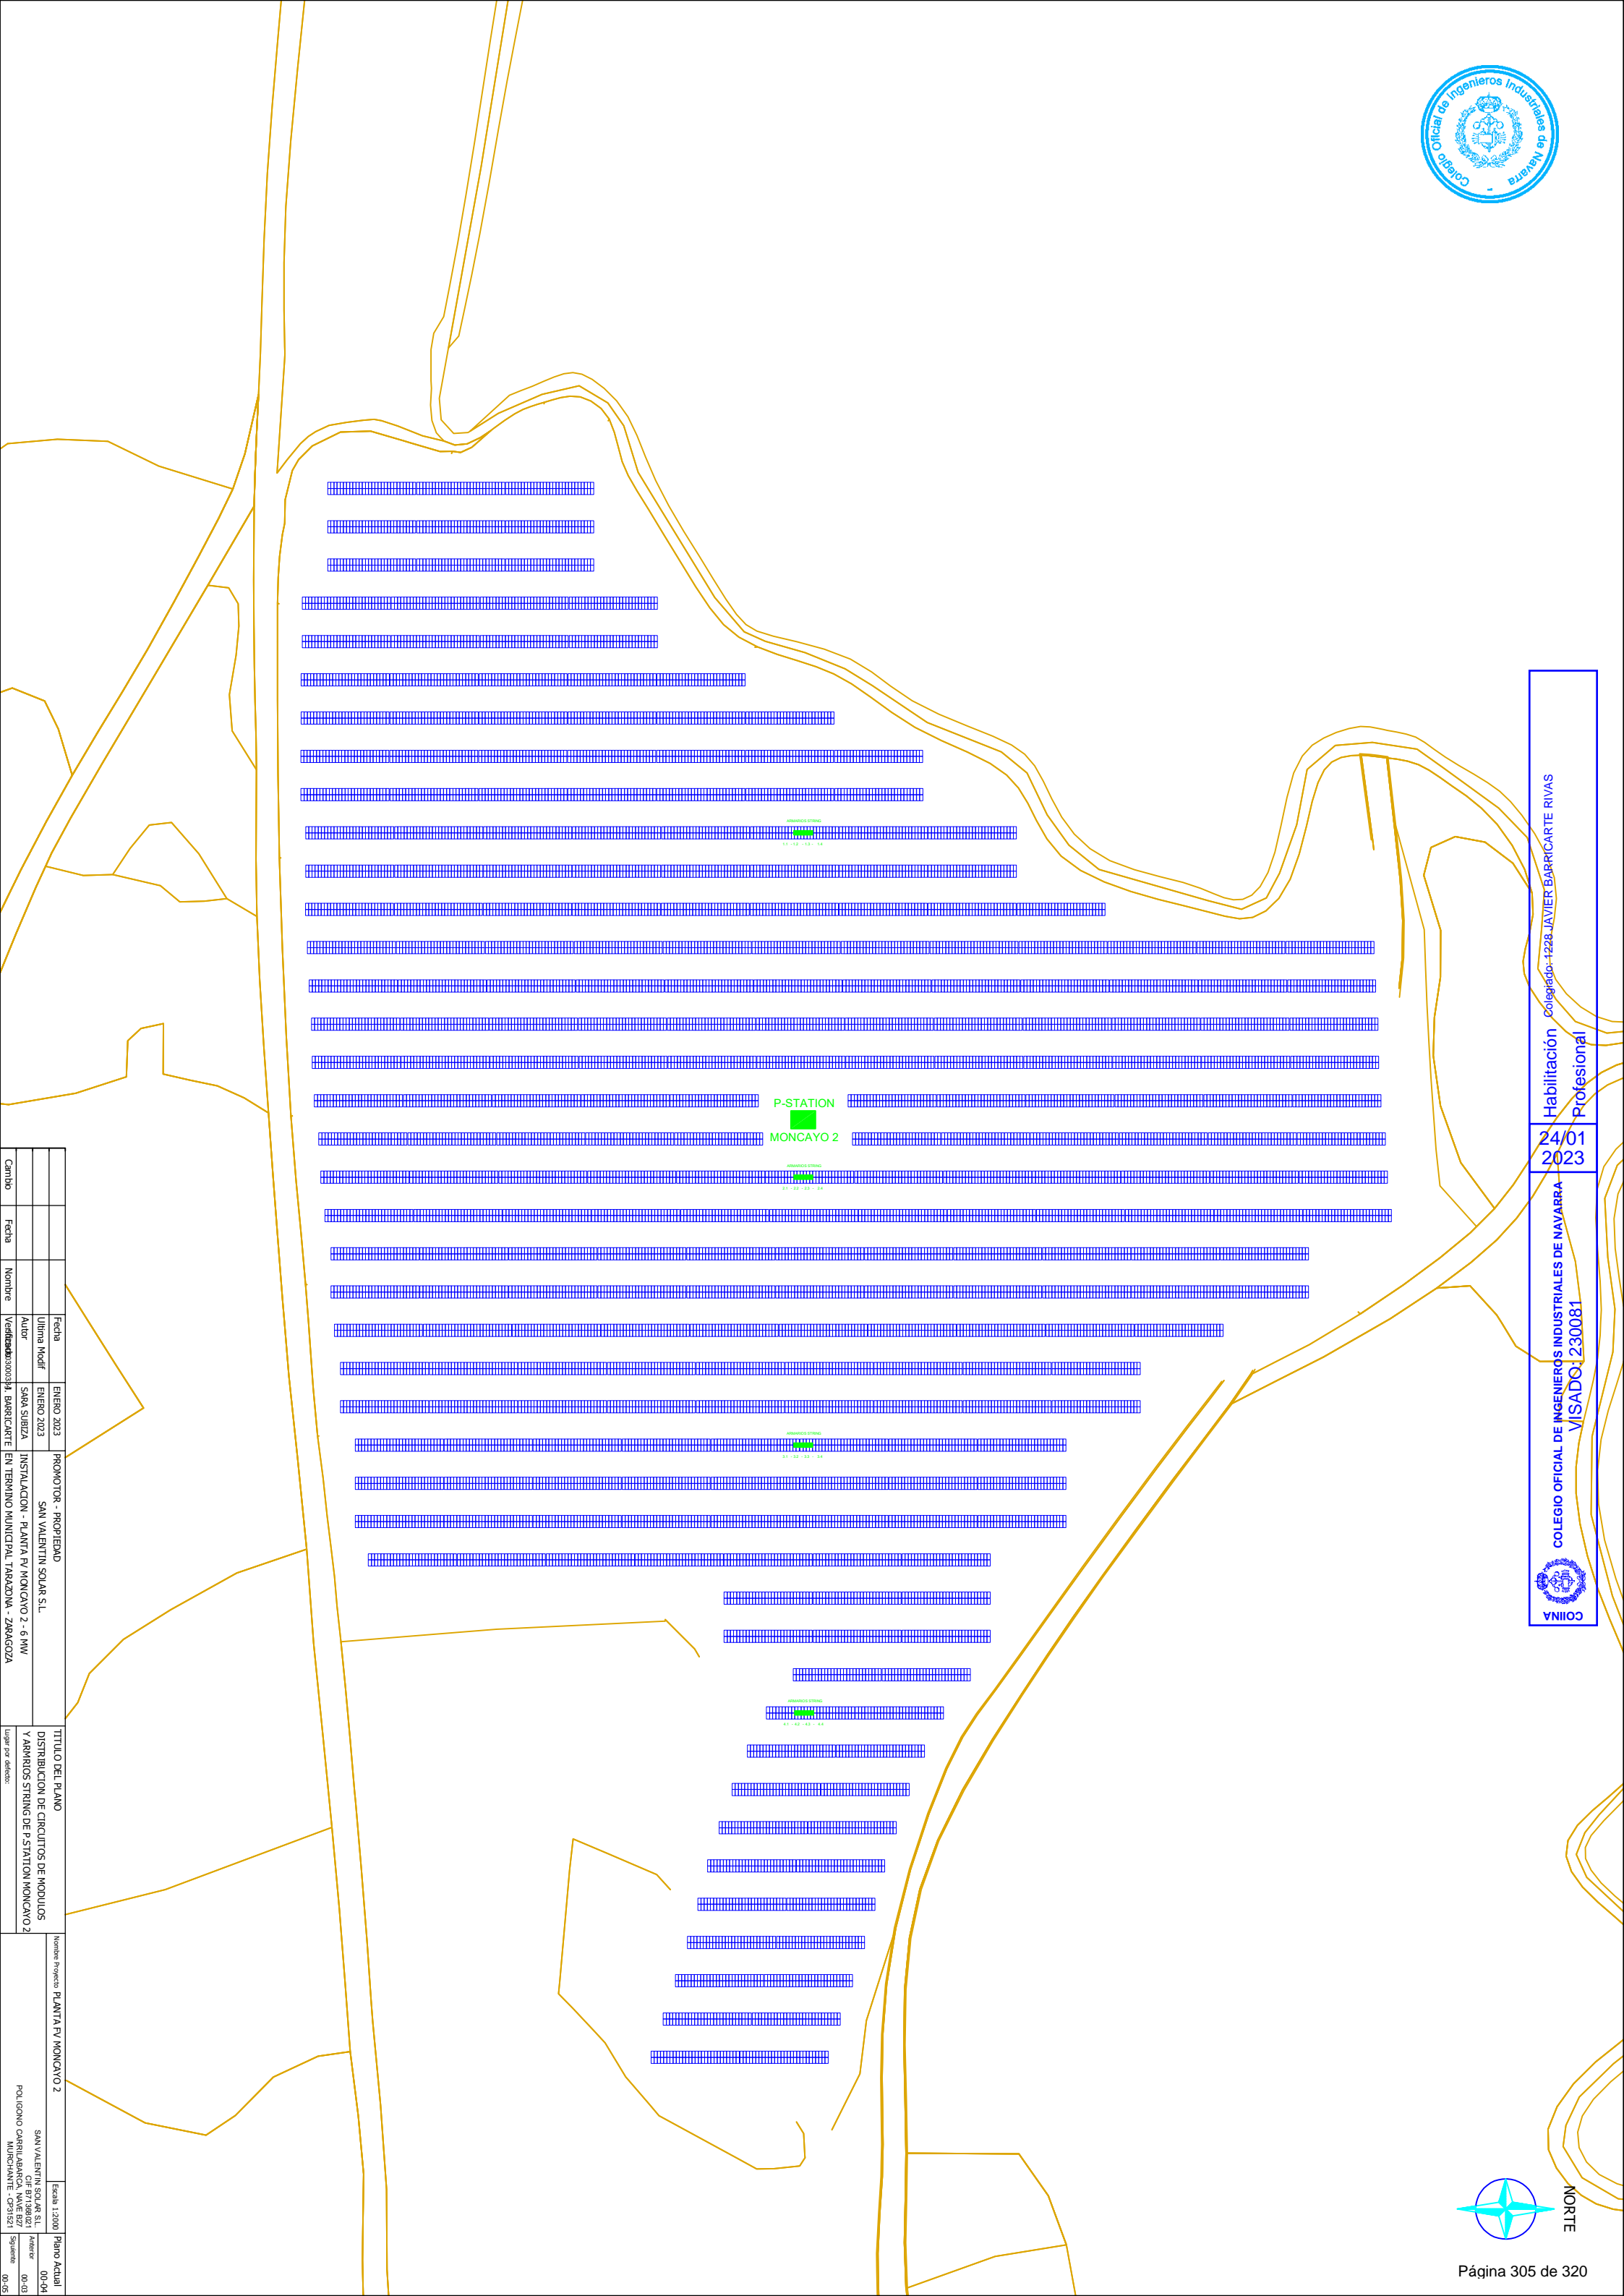 Colegio Oficial de Ingenieros Industriales de Navarra
Habilitación Colegiado: 1228 JAVIER BARRICARTE RIVAS
Profesional
24/01
2023
COLEGIO OFICIAL DE INGENIEROS INDUSTRIALES DE NAVARRA
VISADO: 230081
COIINA
P-STATION
MONCAYO 2
Cambio
Fecha
Nombre
Fecha
ENERO 2023
Ultima Modif
ENERO 2023
Autor
SARA SUBIZA
J. BARRICARTE
PROMOTOR - PROPIEDAD
SAN VALENTIN SOLAR S.L.
INSTALACION - PLANTA FV MONCAYO 2 - 6 MW
EN TERMINO MUNICIPAL TARAZONA - ZARAGOZA
TITULO DEL PLANO
DISTRIBUCION DE CIRCUITOS DE MODULOS
Y ARMRIOS STRING DE P.STATION MONCAYO 2
Lugar por defecto:
Nombre Proyecto PLANTA FV MONCAYO 2
SAN VALENTIN SOLAR S.L.
CIF B71398021
POLIGONO CARRILABARCA, NAVE B27
MURCHANTE - CP31521
Escala 1:2000
Plano Actual
00-04
Anterior
00-03
Siguiente
00-05
NORTE
Página 305 de 320